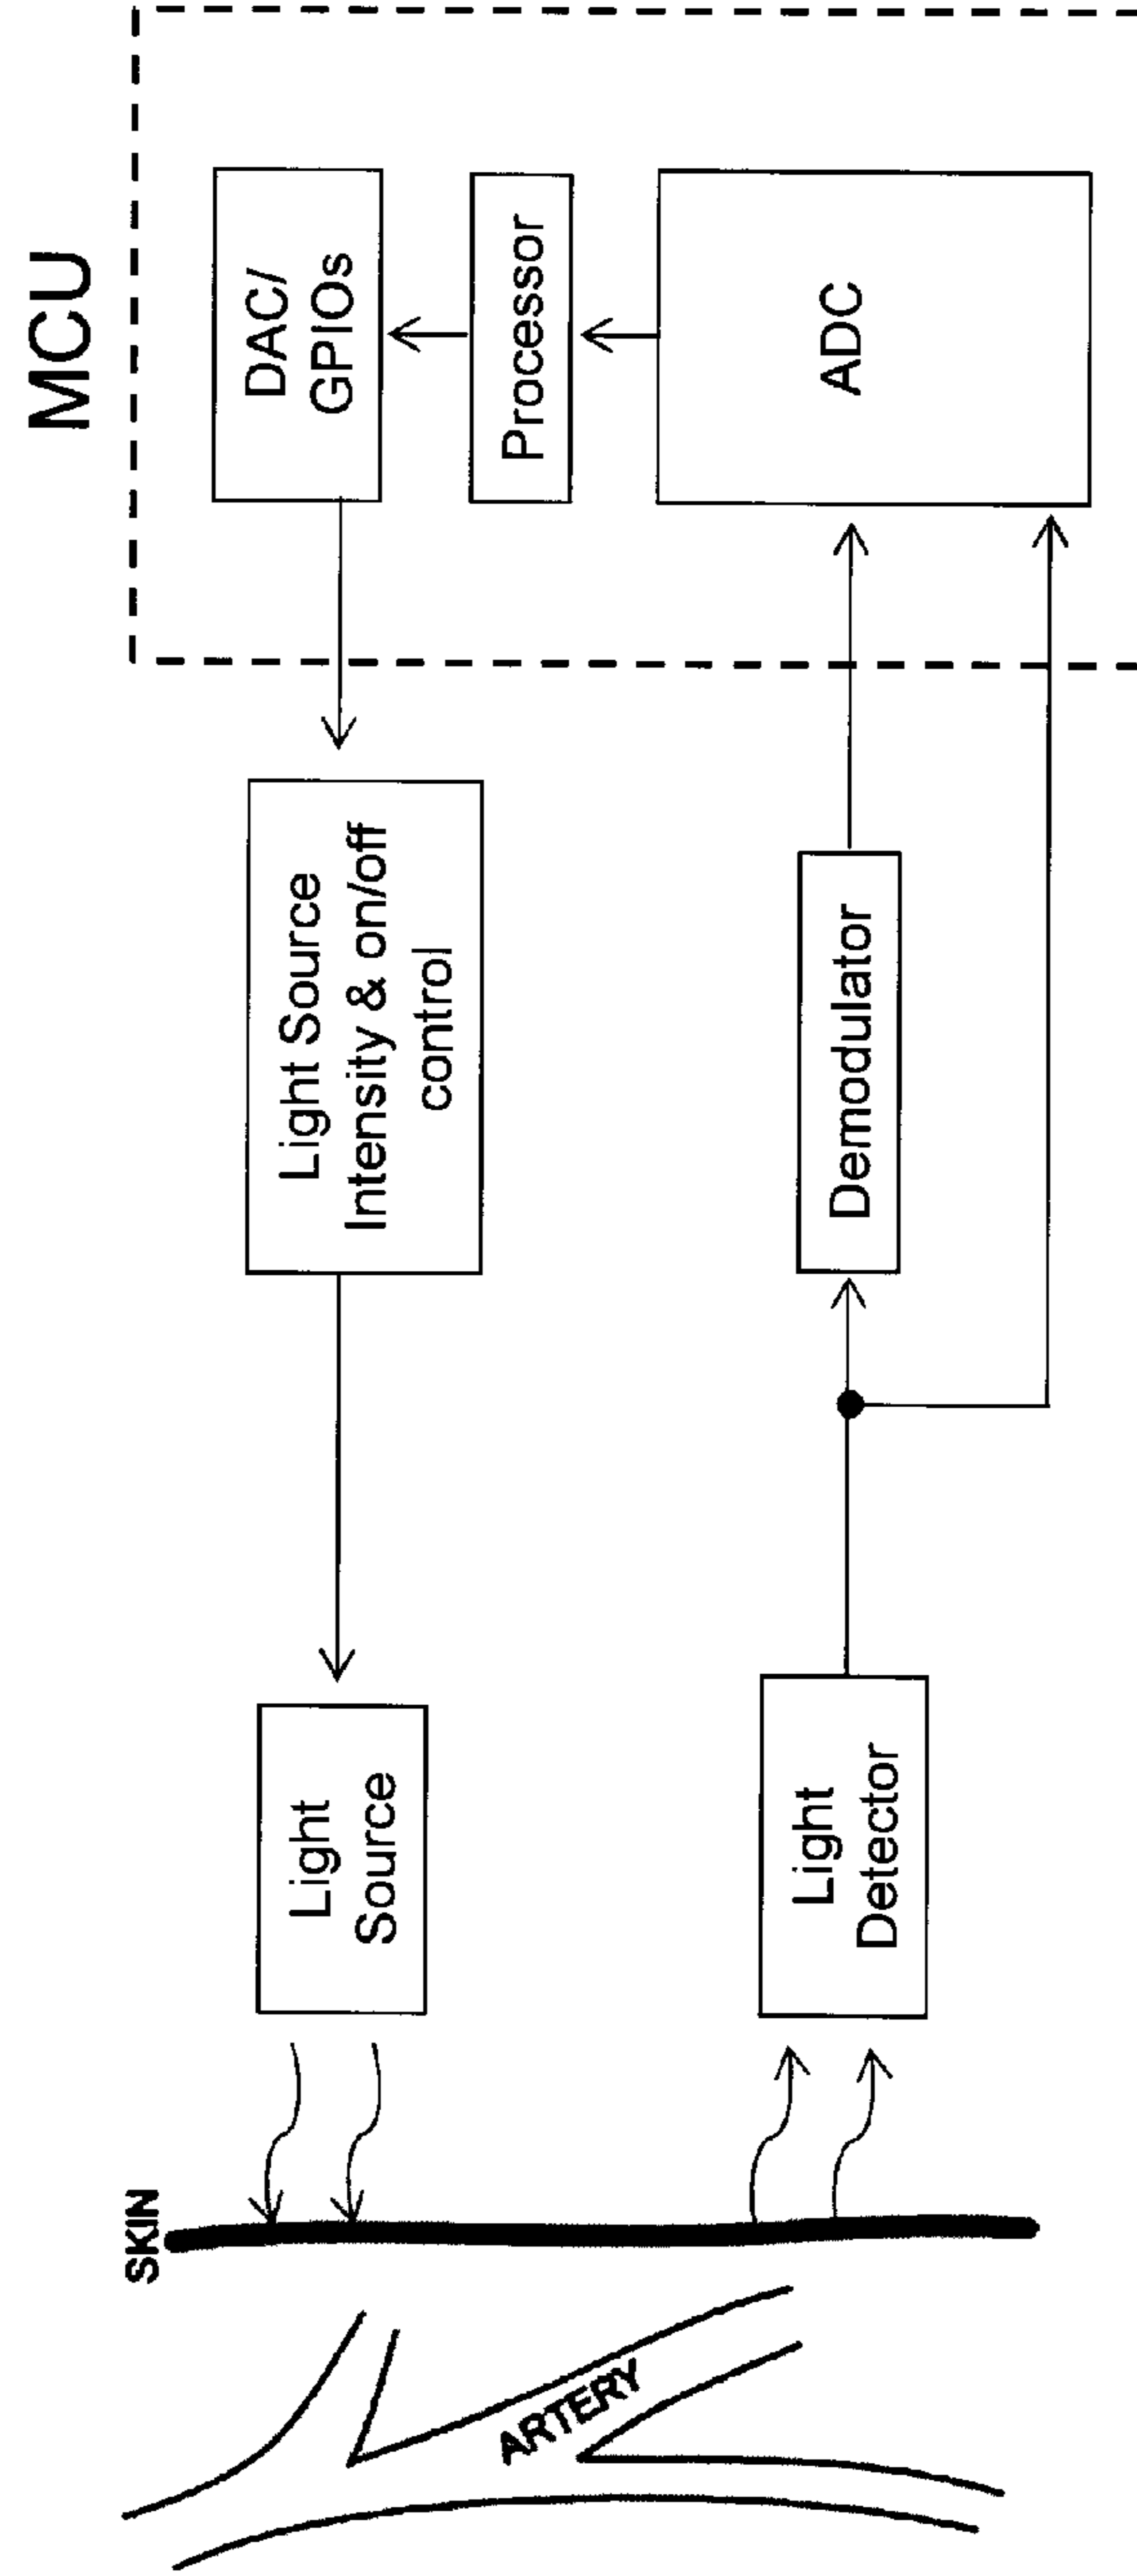 MCU
DAC/
GPIOs
Processor
ADC
Light Source
Intensity & on/off
control
Demodulator
Light
Source
Light
Detector
SKIN
ARTERY